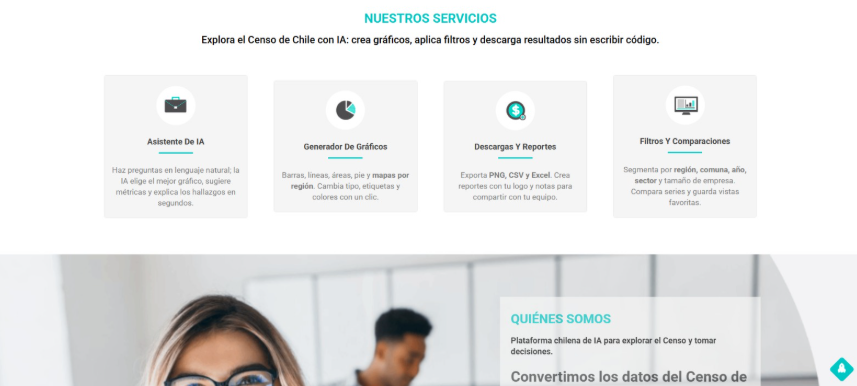 NUESTROS SERVICIOS
Explora el Censo de Chile con IA: crea gráficos, aplica filtros y descarga resultados sin escribir código.
Asistente De IA
Haz preguntas en lenguaje natural; la
IA elige el mejor gráfico, sugiere
métricas y explica los hallazgos en
segundos.
Generador De Gráficos
Barras, líneas, áreas, pie y mapas por
región. Cambia tipo, etiquetas y
colores con un clic.
Descargas Y Reportes
Exporta PNG, CSV y Excel. Crea
reportes con tu logo y notas para
compartir con tu equipo.
Filtros Y Comparaciones
Segmenta por región, comuna, año,
sector y tamaño de empresa.
Compara series y guarda vistas
favoritas.
QUIÉNES SOMOS
Plataforma chilena de IA para explorar el Censo y tomar
decisiones.
Convertimos los datos del Censo de